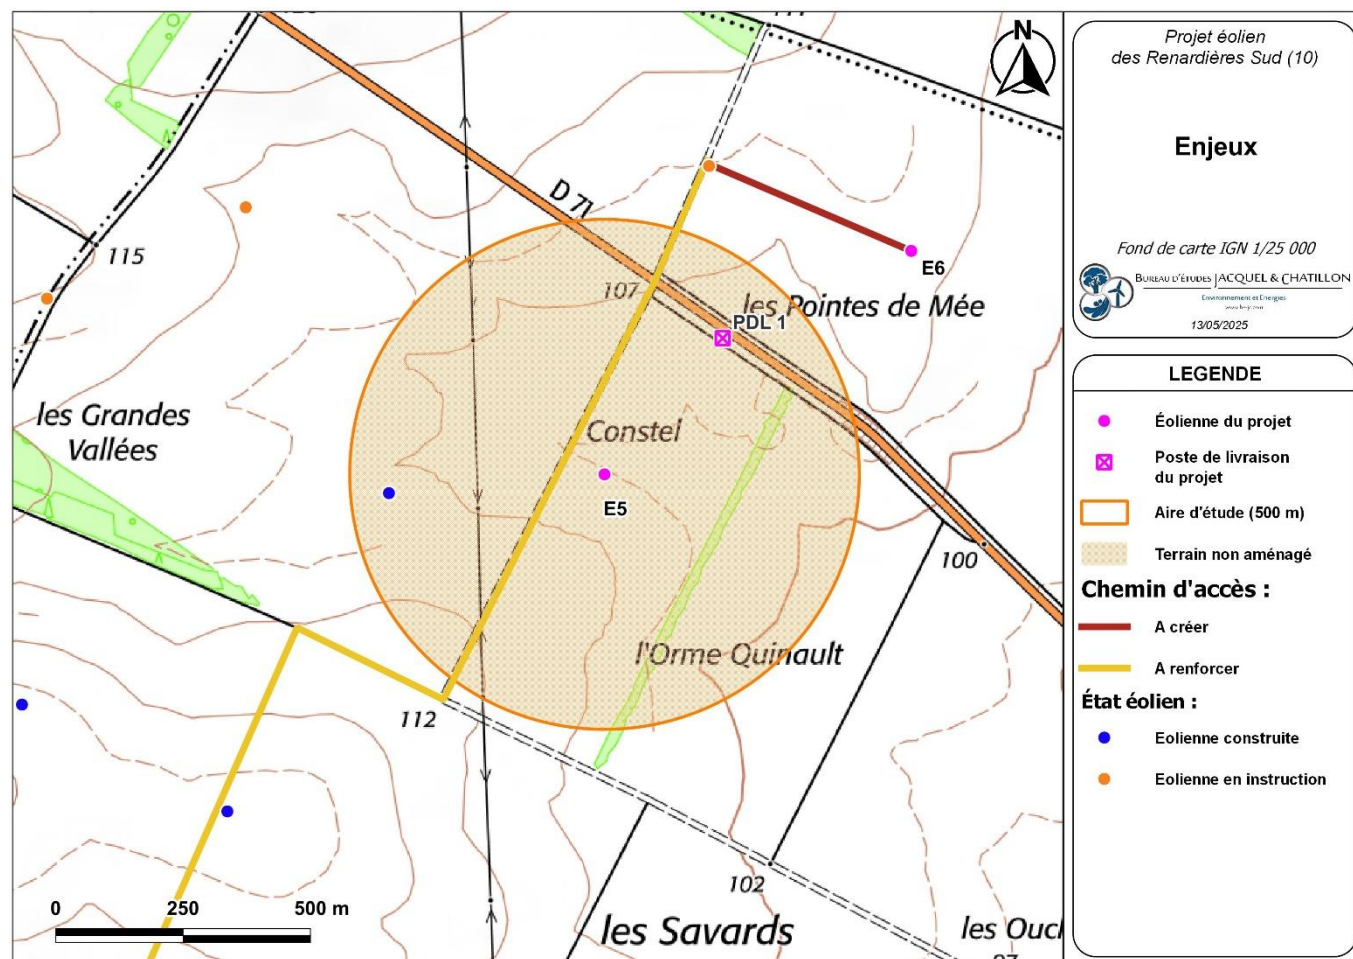 D 71
115
107
les Pointes de Mée
PDL 1
E6
les Grandes
Vallées
Constel
E5
100
l'Orme Quinault
112
102
les Savards
0 250 500 m
N
Projet éolien
des Renardières Sud (10)
Enjeux
Fond de carte IGN 1/25 000
BUREAU D'ÉTUDES JACQUEL & CHATILLON
Environnement et Energies
13/05/2025
LEGENDE
Éolienne du projet
Poste de livraison
du projet
Aire d'étude (500 m)
Terrain non aménagé
Chemin d'accès :
A créer
A renforcer
État éolien :
Eolienne construite
Eolienne en instruction